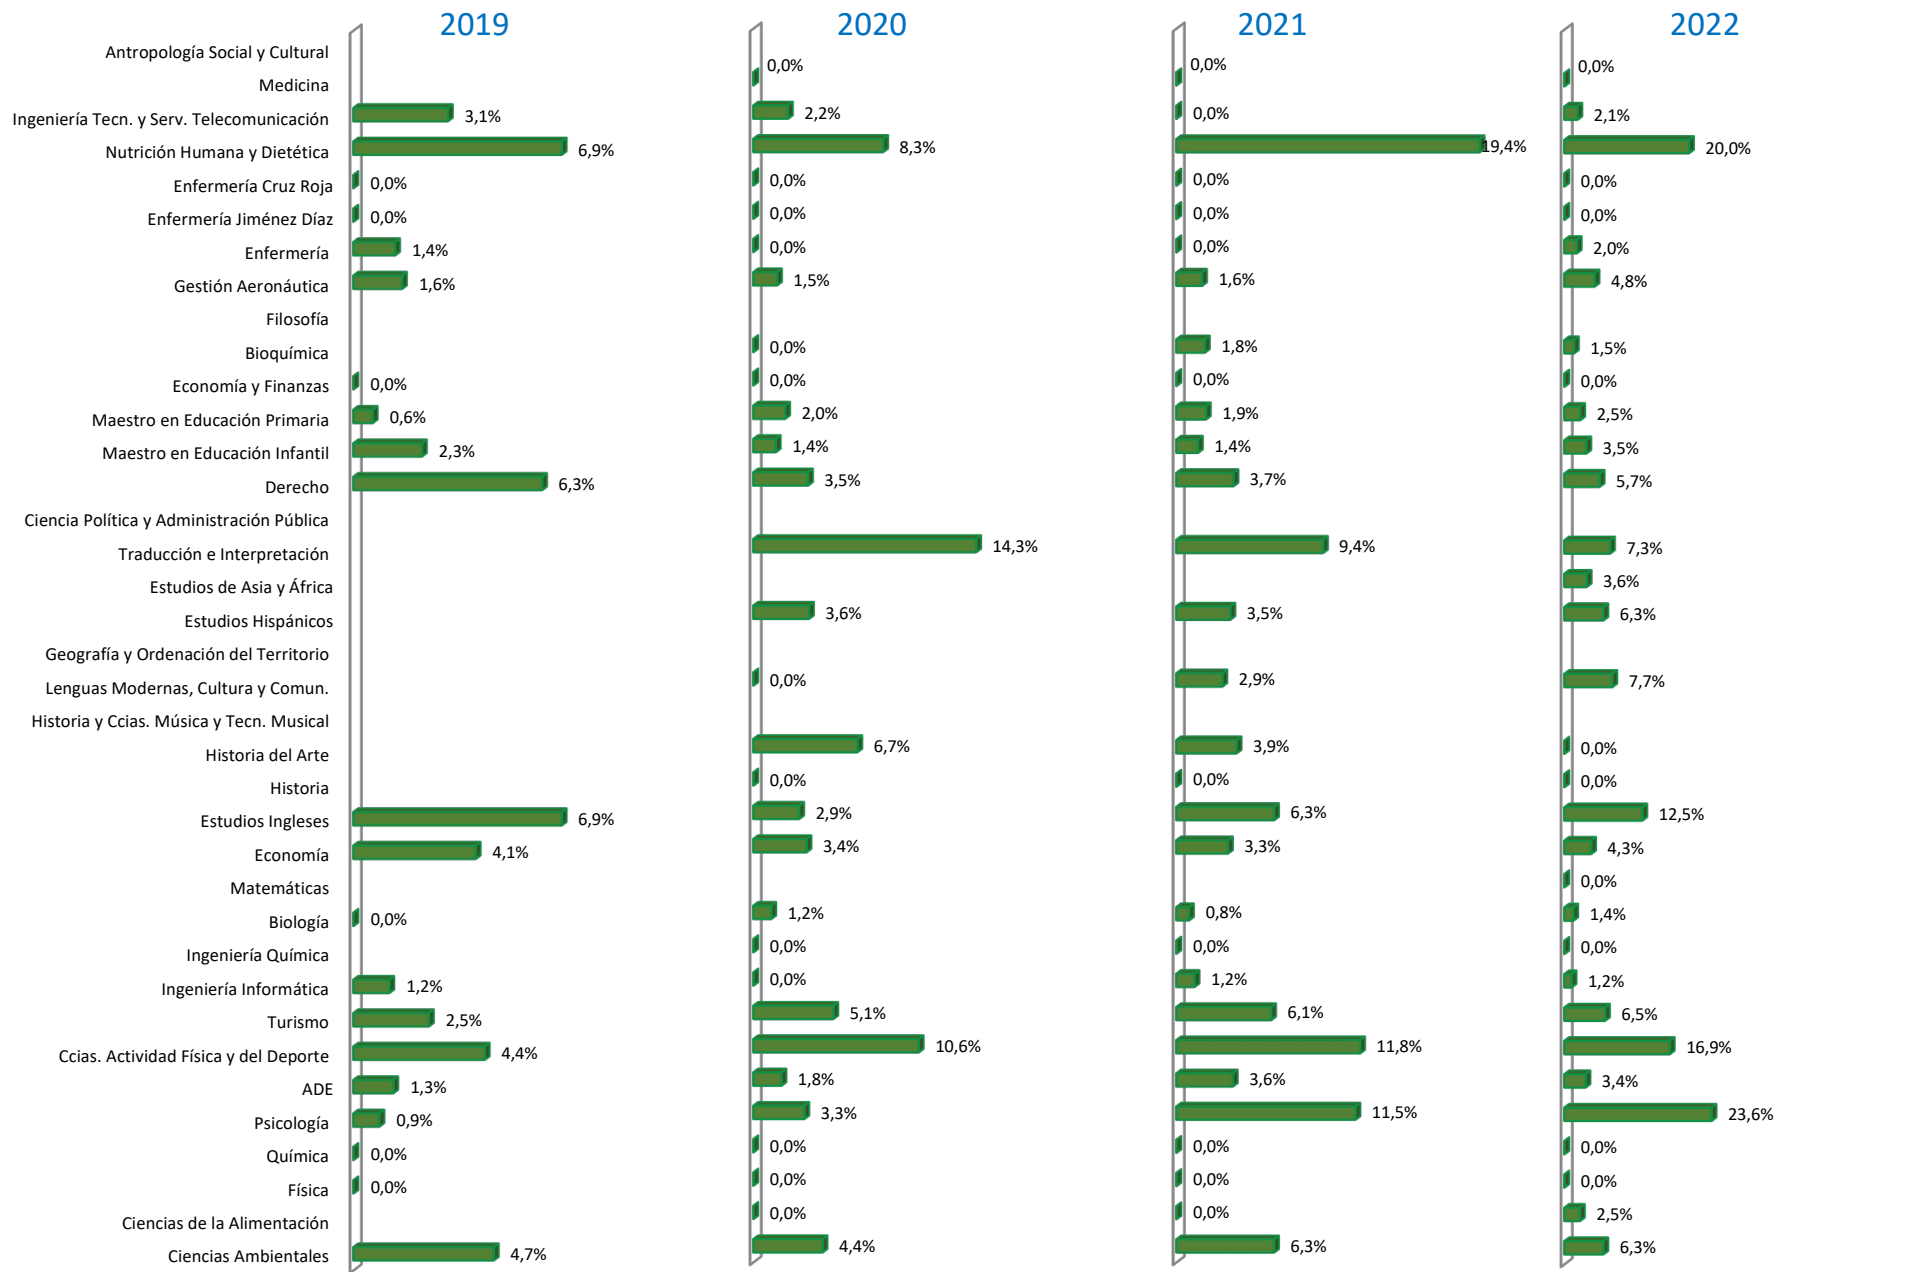 2019 2020 2021 2022
Antropología Social y Cultural
0,0% 0,0% 0,0%
Medicina
Ingeniería Tecn. y Serv. Telecomunicación 3,1% 2,2% 0,0% 2,1%
Nutrición Humana y Dietética 6,9% 8,3% 19,4% 20,0%
Enfermería Cruz Roja 0,0% 0,0% 0,0% 0,0%
Enfermería Jiménez Díaz 0,0% 0,0% 0,0% 0,0%
Enfermería 1,4% 0,0% 0,0% 2,0%
Gestión Aeronáutica 1,6% 1,5% 1,6% 4,8%
Filosofía
Bioquímica 0,0% 1,8% 1,5%
Economía y Finanzas 0,0% 0,0% 0,0% 0,0%
Maestro en Educación Primaria 0,6% 2,0% 1,9% 2,5%
Maestro en Educación Infantil 2,3% 1,4% 1,4% 3,5%
Derecho 6,3% 3,5% 3,7% 5,7%
Ciencia Política y Administración Pública
Traducción e Interpretación 14,3% 9,4% 7,3%
Estudios de Asia y África 3,6%
Estudios Hispánicos 3,6% 3,5% 6,3%
Geografía y Ordenación del Territorio
Lenguas Modernas, Cultura y Comun. 0,0% 2,9% 7,7%
Historia y Ccias. Música y Tecn. Musical
Historia del Arte 6,7% 3,9% 0,0%
Historia 0,0% 0,0% 0,0%
Estudios Ingleses 6,9% 2,9% 6,3% 12,5%
Economía 4,1% 3,4% 3,3% 4,3%
Matemáticas 0,0%
Biología 0,0% 1,2% 0,8% 1,4%
Ingeniería Química 0,0% 0,0% 0,0%
Ingeniería Informática 1,2% 0,0% 1,2% 1,2%
Turismo 2,5% 5,1% 6,1% 6,5%
Ccias. Actividad Física y del Deporte 4,4% 10,6% 11,8% 16,9%
ADE 1,3% 1,8% 3,6% 3,4%
Psicología 0,9% 3,3% 11,5% 23,6%
Química 0,0% 0,0% 0,0% 0,0%
Física 0,0% 0,0% 0,0% 0,0%
Ciencias de la Alimentación 0,0% 0,0% 2,5%
Ciencias Ambientales 4,7% 4,4% 6,3% 6,3%